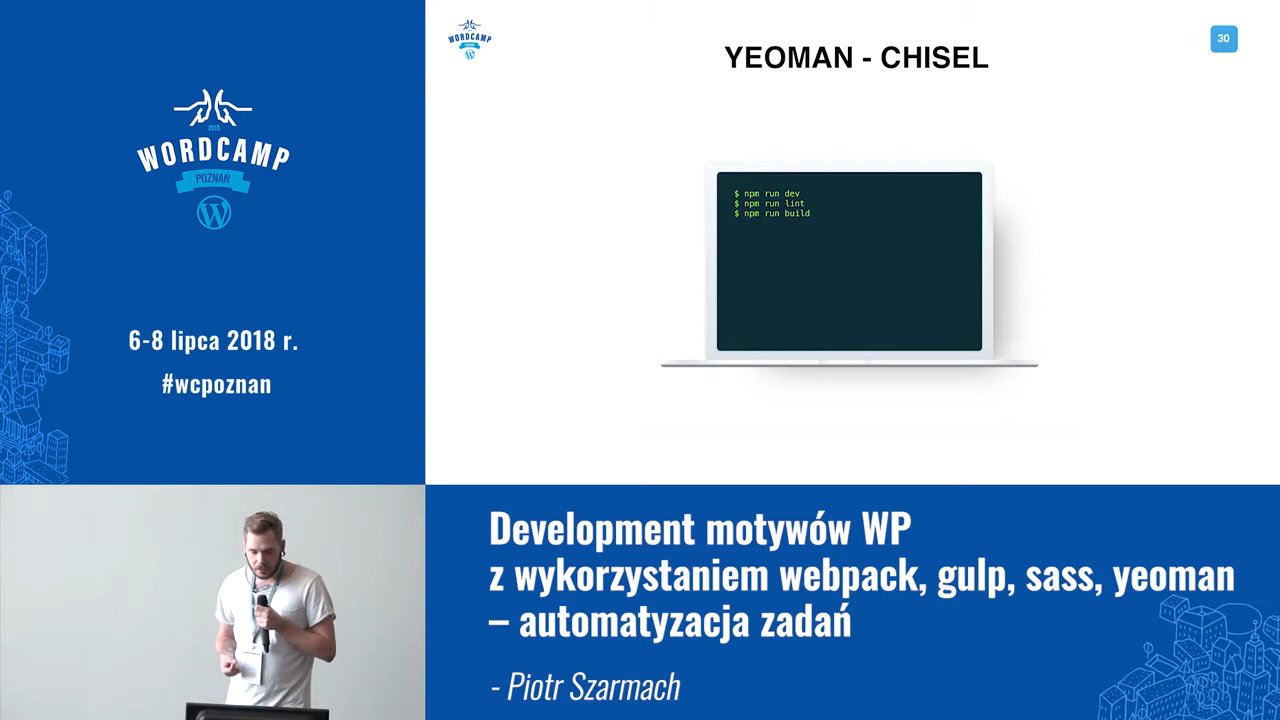 2018
WORDCAMP
POZNAŃ
6-8 lipca 2018 r.
#wcpoznan
WORDCAMP
30
YEOMAN - CHISEL
$ npm run dev
$ npm run lint
$ npm run build
Development motywów WP
z wykorzystaniem webpack, gulp, sass, yeoman
– automatyzacja zadań
- Piotr Szarmach